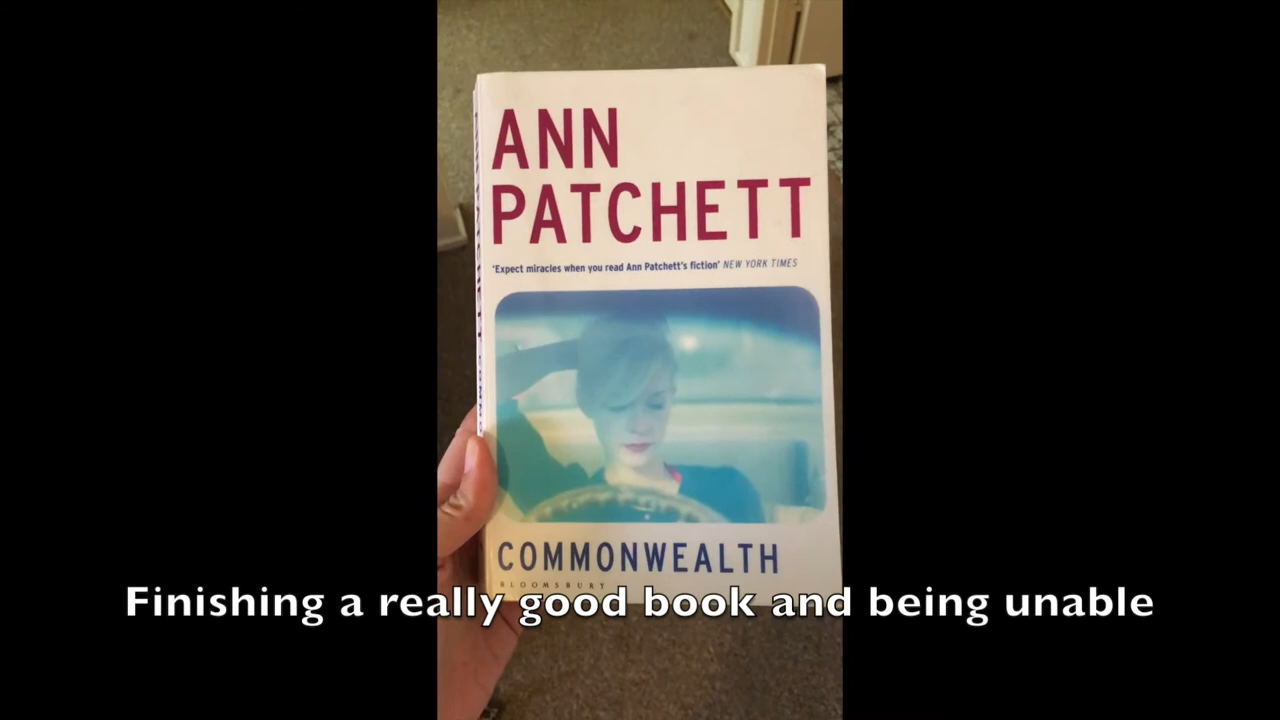 ANN
PATCHETT
'Expect miracles when you read Ann Patchett's fiction' NEW YORK TIMES
COMMONWEALTH
BLOOMSBURY
Finishing a really good book and being unable